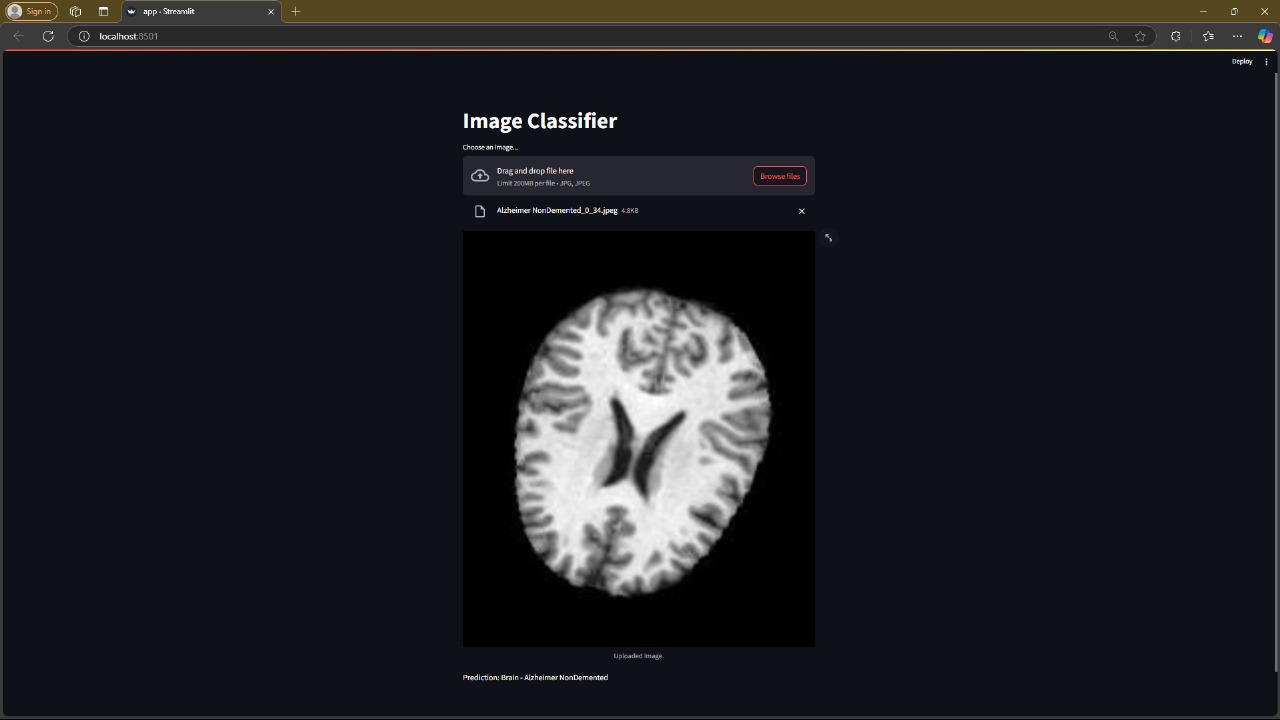 Sign in
app · Streamlit
localhost:8501
Deploy
Image Classifier
Choose an image...
Drag and drop file here
Limit 200MB per file • JPG, JPEG
Browse files
Alzheimer NonDemented_0_34.jpeg 4.8KB
Uploaded Image.
Prediction: Brain - Alzheimer NonDemented